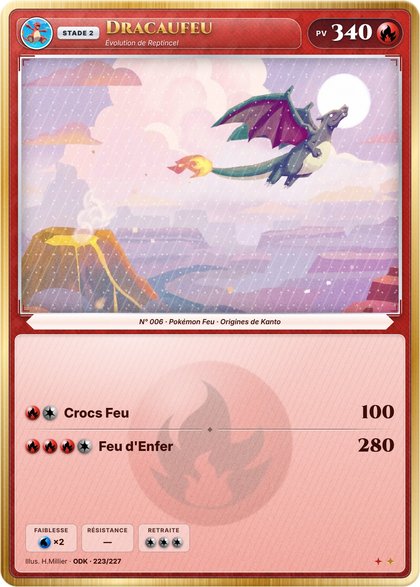 STADE 2
DRACAUFEU
Évolution de Reptincel
PV 340
N° 006 · Pokémon Feu · Origines de Kanto
Crocs Feu 100
Feu d'Enfer 280
FAIBLESSE RÉSISTANCE RETRAITE
×2 —
Illus. H.Millier · ODK · 223/227